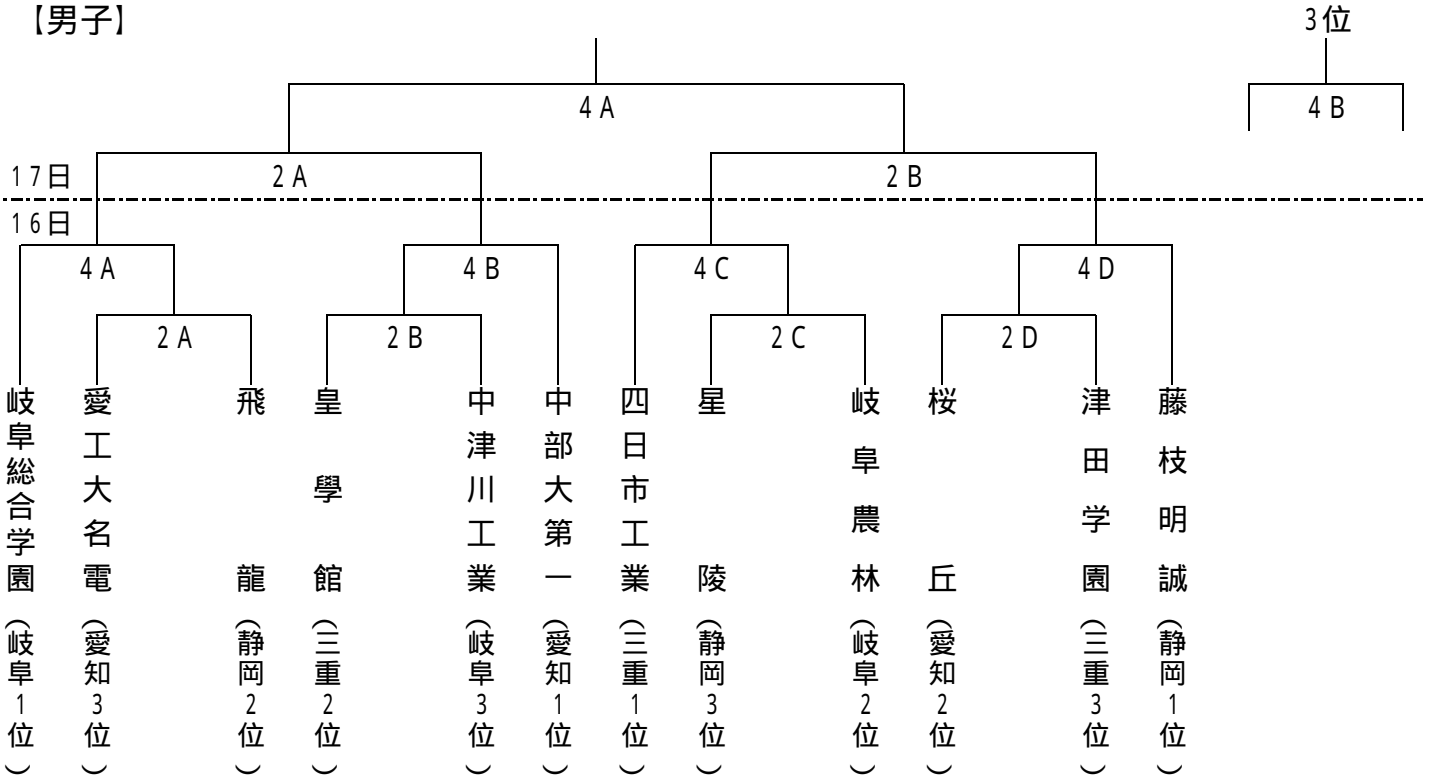 【男子】
3位
4A
4B
17日
2A
2B
16日
4A
4B
4C
4D
2A
2B
2C
2D
岐阜総合学園(岐阜1位)
愛工大名電(愛知3位)
飛龍(静岡2位)
皇學館(三重2位)
中津川工業(岐阜3位)
中部大第一(愛知1位)
四日市工業(三重1位)
星陵(静岡3位)
岐阜農林(岐阜2位)
桜丘(愛知2位)
津田学園(三重3位)
藤枝明誠(静岡1位)